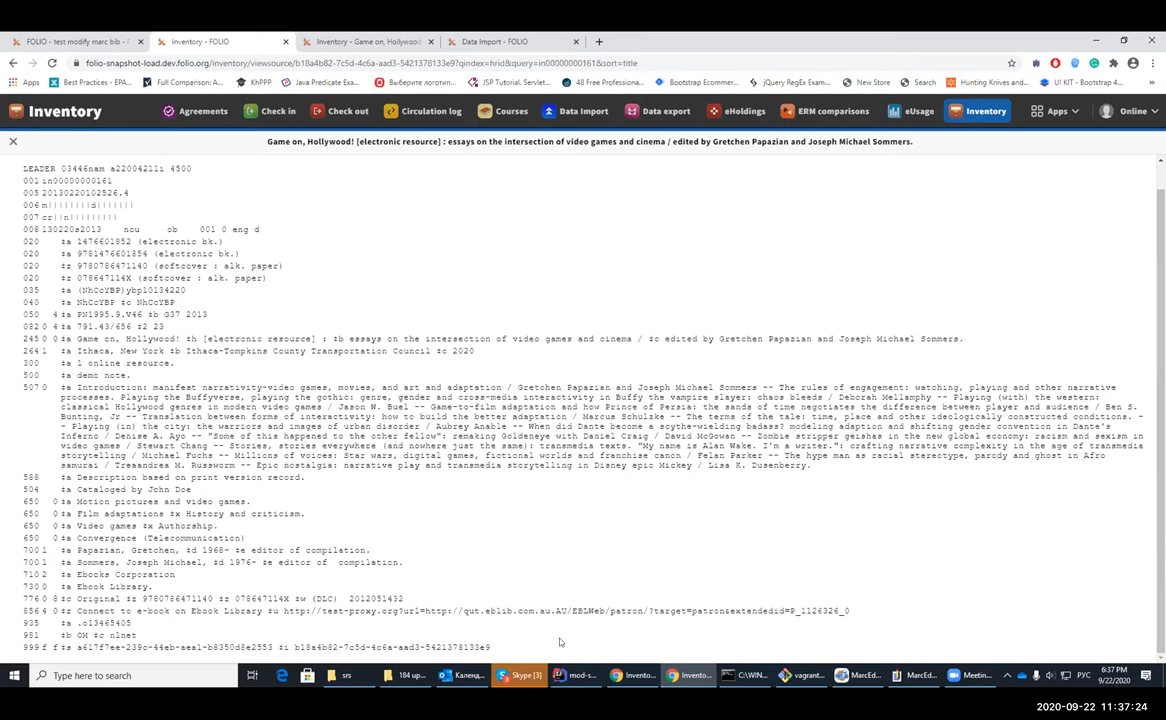 FOLIO - test modify marc bib - F × Inventory - FOLIO × Inventory - Game on, Hollywood! × Data Import - FOLIO × +
folio-snapshot-load.dev.folio.org/inventory/viewsource/b18a4b82-7c5d-4c6a-aad3-5421378133e9?qindex=hrid&query=in00000000161&sort=title
Apps Best Practices - EPA... Full Comparison: A... KhPPP Java Predicate Exa... Выберите логотип... 48 Free Professiona... Bootstrap Ecommer... JSP Tutorial. Servlet... jQuery RegEx Exam... New Store Search Hunting Knives and... UI KIT - Bootstrap 4...
Inventory Agreements Check in Check out Circulation log Courses Data Import Data export eHoldings ERM comparisons eUsage Inventory Apps Online
Game on, Hollywood! [electronic resource] : essays on the intersection of video games and cinema / edited by Gretchen Papazian and Joseph Michael Sommers.
LEADER 03446nam a2200421li 4500
001 in00000000161
005 20130220102526.4
006 m||||||||d|||||||
007 cr||n|||||||||
008 130220s2013 ncu ob 001 0 eng d
020 ‡a 1476601852 (electronic bk.)
020 ‡a 9781476601854 (electronic bk.)
020 ‡z 9780786471140 (softcover : alk. paper)
020 ‡z 078647114X (softcover : alk. paper)
035 ‡a (NhCcYBP)ybp10134220
040 ‡a NhCcYBP ‡c NhCcYBP
050 4 ‡a PN1995.9.V46 ‡b G37 2013
082 0 4 ‡a 791.43/656 ‡2 23
245 0 0 ‡a Game on, Hollywood! ‡h [electronic resource] : ‡b essays on the intersection of video games and cinema / ‡c edited by Gretchen Papazian and Joseph Michael Sommers.
264 1 ‡a Ithaca, New York ‡b Ithaca-Tompkins County Transportation Council ‡c 2020
300 ‡a 1 online resource.
500 ‡a demo note.
507 0 ‡a Introduction: manifest narrativity-video games, movies, and art and adaptation / Gretchen Papazian and Joseph Michael Sommers -- The rules of engagement: watching, playing and other narrative
processes. Playing the Buffyverse, playing the gothic: genre, gender and cross-media interactivity in Buffy the vampire slayer: chaos bleeds / Deborah Mellamphy -- Playing (with) the western:
classical Hollywood genres in modern video games / Jason W. Buel -- Game-to-film adaptation and how Prince of Persia: the sands of time negotiates the difference between player and audience / Ben S.
Bunting, Jr -- Translation between forms of interactivity: how to build the better adaptation / Marcus Schulzke -- The terms of the tale: time, place and other ideologically constructed conditions. -
- Playing (in) the city: the warriors and images of urban disorder / Aubrey Anable -- When did Dante become a scythe-wielding badass? modeling adaption and shifting gender convention in Dante's
Inferno / Denise A. Ayo -- "Some of this happened to the other fellow": remaking Goldeneye with Daniel Craig / David McGowan -- Zombie stripper geishas in the new global economy: racism and sexism in
video games / Stewart Chang -- Stories, stories everywhere (and nowhere just the same): transmedia texts. "My name is Alan Wake. I'm a writer.": crafting narrative complexity in the age of transmedia
storytelling / Michael Fuchs -- Millions of voices: Star wars, digital games, fictional worlds and franchise canon / Felan Parker -- The hype man as racial stereotype, parody and ghost in Afro
samurai / Treaandrea M. Russworm -- Epic nostalgia: narrative play and transmedia storytelling in Disney epic Mickey / Lisa K. Dusenberry.
588 ‡a Description based on print version record.
504 ‡a Cataloged by John Doe
650 0 ‡a Motion pictures and video games.
650 0 ‡a Film adaptations ‡x History and criticism.
650 0 ‡a Video games ‡x Authorship.
650 0 ‡a Convergence (Telecommunication)
700 1 ‡a Papazian, Gretchen, ‡d 1968- ‡e editor of compilation.
700 1 ‡a Sommers, Joseph Michael, ‡d 1976- ‡e editor of compilation.
710 2 ‡a Ebooks Corporation
730 0 ‡a Ebook Library.
776 0 8 ‡c Original ‡z 9780786471140 ‡z 078647114X ‡w (DLC) 2012051432
856 4 0 ‡z Connect to e-book on Ebook Library ‡u http://test-proxy.org?url=http://qut.eblib.com.au.AU/EBLWeb/patron/?target=patron&extendedid=P_1126326_0
935 ‡a .o13465405
981 ‡b OM ‡c nlnet
999 f f ‡s a617f7ee-239c-44eb-aea1-b8350d8e2553 ‡i b18a4b82-7c5d-4c6a-aad3-5421378133e9
Type here to search srs 184 up... Календ... Skype [3] mod-s... Invento... Invento... C:\WIN... vagrant... MarcEd... MarcEd... Meetin... РУС 6:37 PM
9/22/2020
2020-09-22 11:37:24